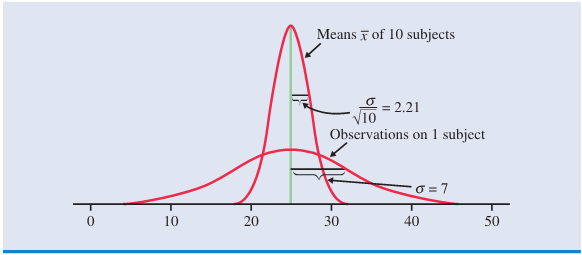 Means x̅ of 10 subjects
σ/√10 = 2.21
Observations on 1 subject
σ = 7
0 10 20 30 40 50